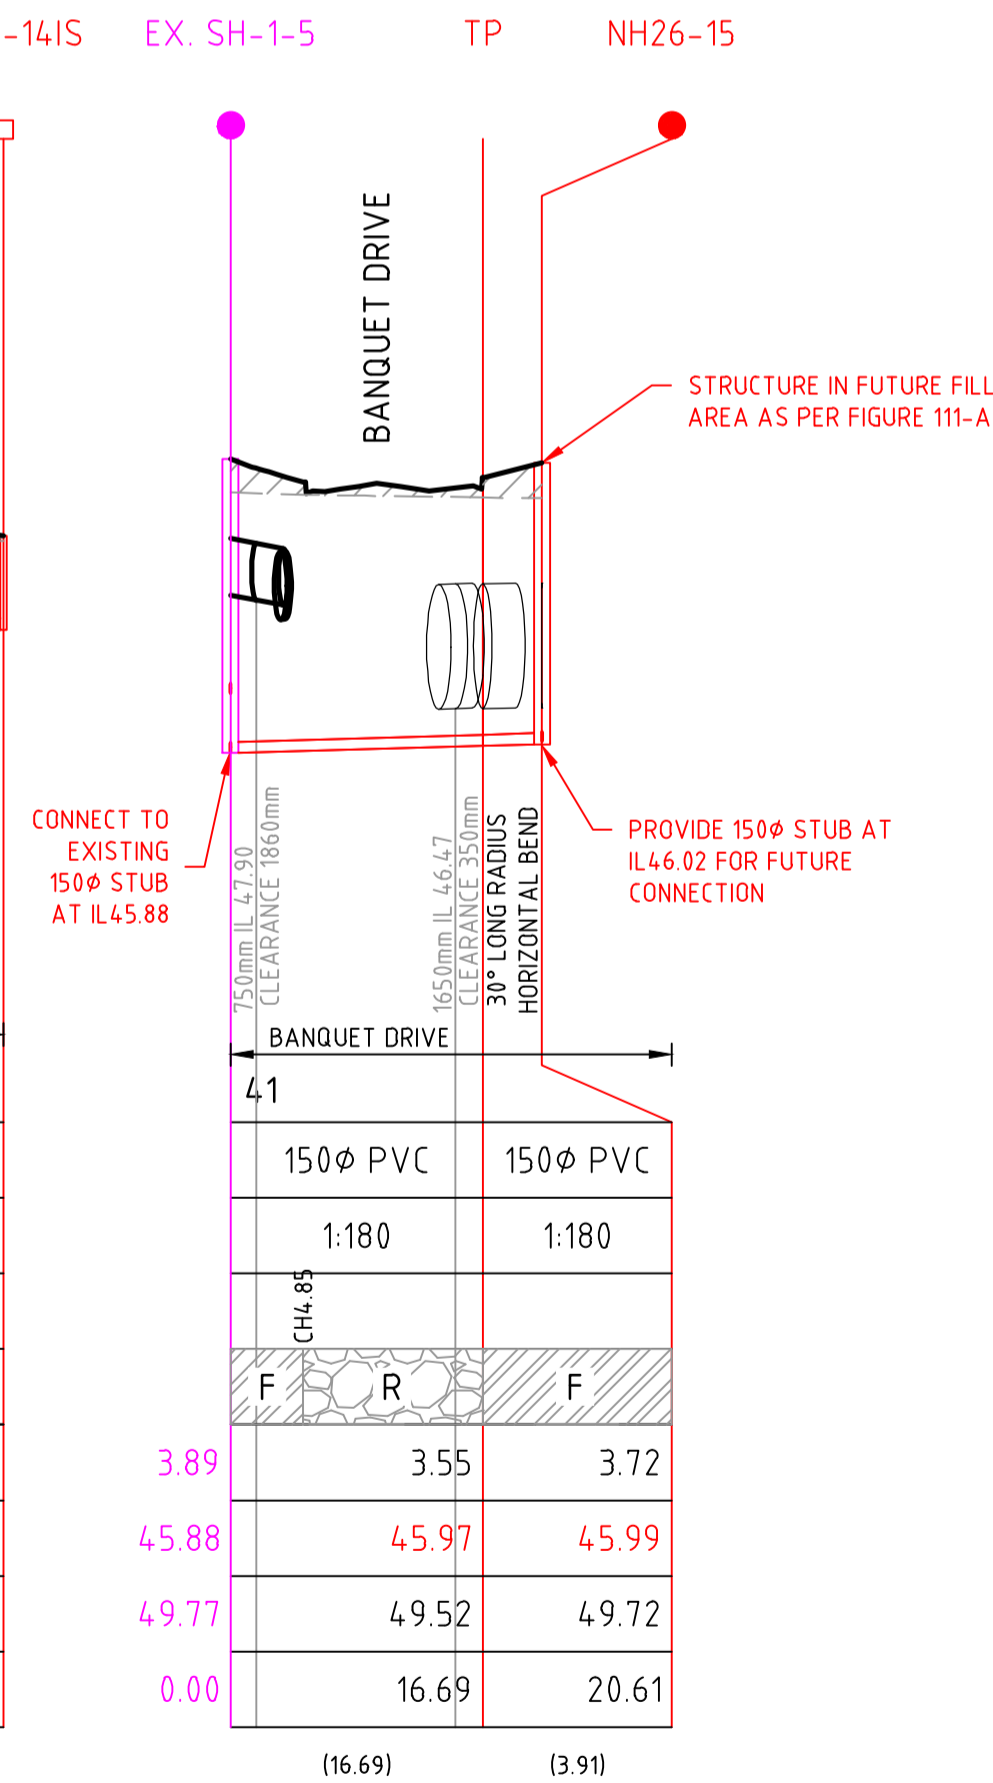 -14IS EX. SH-1-5 TP NH26-15
BANQUET DRIVE
STRUCTURE IN FUTURE FILL
AREA AS PER FIGURE 111-A
CONNECT TO
EXISTING
150Ø STUB
AT IL45.88
750mm IL 47.90
CLEARANCE 1860mm
1650mm IL 46.47
CLEARANCE 350mm
30° LONG RADIUS
HORIZONTAL BEND
PROVIDE 150Ø STUB AT
IL46.02 FOR FUTURE
CONNECTION
BANQUET DRIVE
41
150Ø PVC 150Ø PVC
1:180 1:180
CH4.85
F R F
3.89 3.55 3.72
45.88 45.97 45.99
49.77 49.52 49.72
0.00 16.69 20.61
(16.69) (3.91)